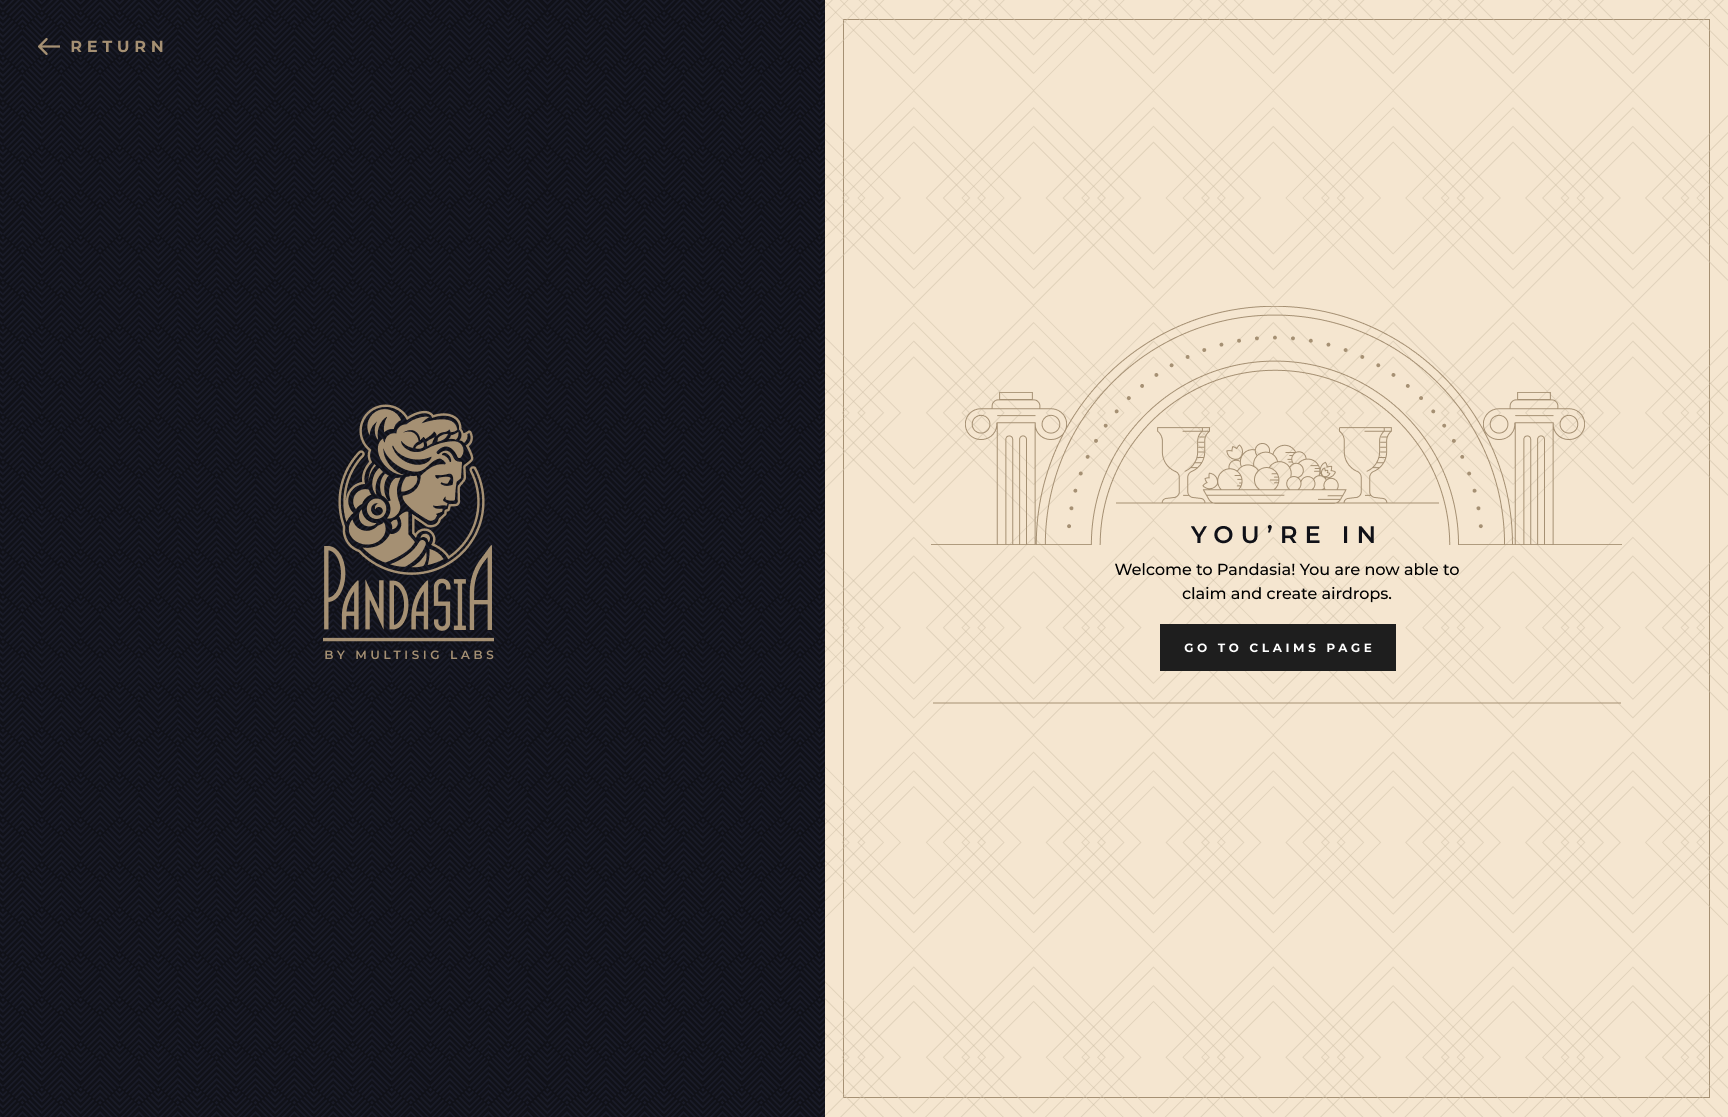 RETURN
PANDASIA
BY MULTISIG LABS
YOU’RE IN
Welcome to Pandasia! You are now able to
claim and create airdrops.
GO TO CLAIMS PAGE